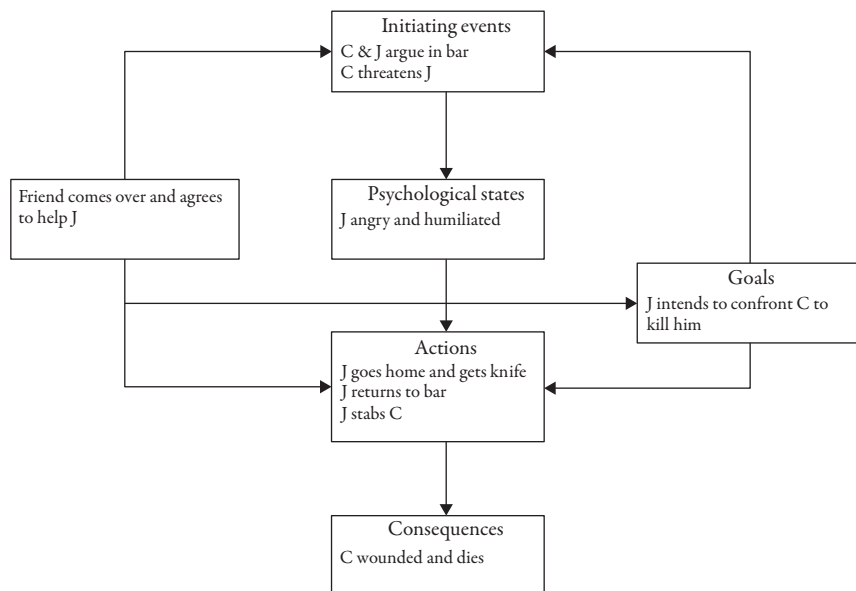 Initiating events
C & J argue in bar
C threatens J
Friend comes over and agrees
to help J
Psychological states
J angry and humiliated
Goals
J intends to confront C to
kill him
Actions
J goes home and gets knife
J returns to bar
J stabs C
Consequences
C wounded and dies